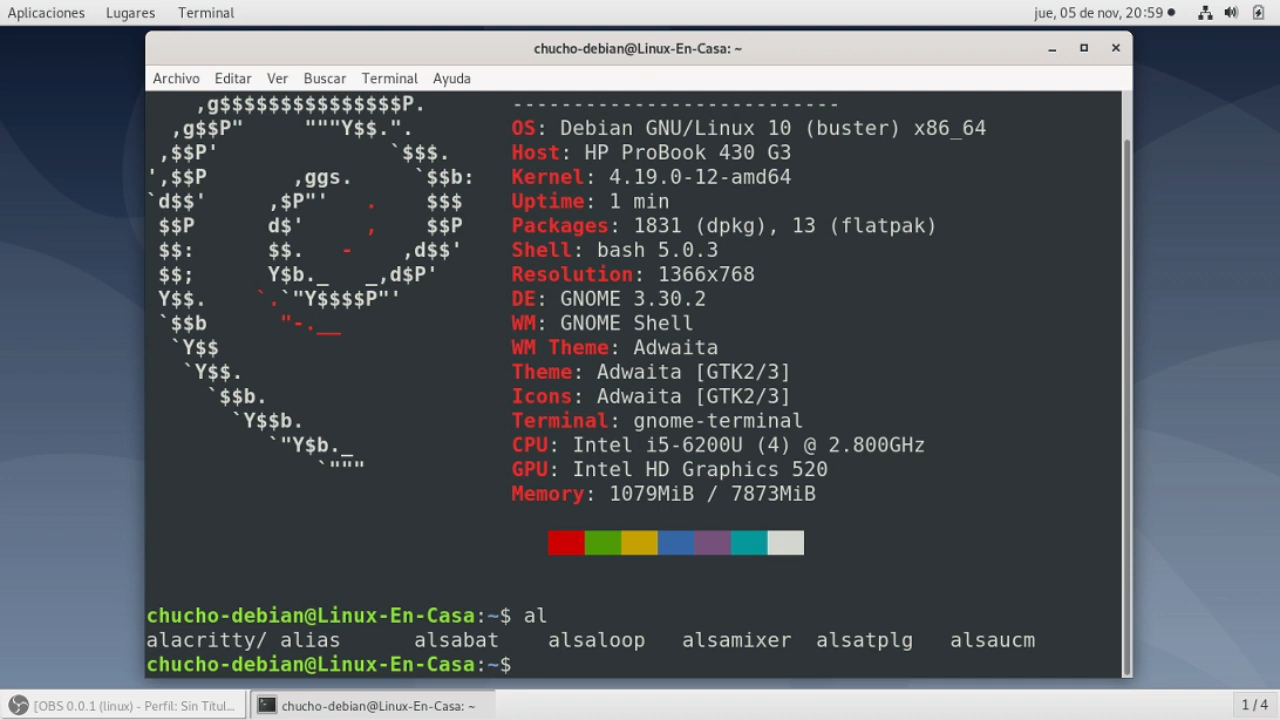 Aplicaciones Lugares Terminal jue, 05 de nov, 20:59
chucho-debian@Linux-En-Casa: ~
Archivo Editar Ver Buscar Terminal Ayuda
,g$$$$$$$$$$$$$$$P. ---------------------------
,g$$P" """Y$$.". OS: Debian GNU/Linux 10 (buster) x86_64
,$$P' `$$$. Host: HP ProBook 430 G3
',$$P ,ggs. `$$b: Kernel: 4.19.0-12-amd64
`d$$' ,$P"' . $$$ Uptime: 1 min
$$P d$' , $$P Packages: 1831 (dpkg), 13 (flatpak)
$$: $$. - ,d$$' Shell: bash 5.0.3
$$; Y$b._ _,d$P' Resolution: 1366x768
Y$$. `.`"Y$$$$P"' DE: GNOME 3.30.2
`$$b "-.__ WM: GNOME Shell
`Y$$ WM Theme: Adwaita
`Y$$. Theme: Adwaita [GTK2/3]
`$$b. Icons: Adwaita [GTK2/3]
`Y$$b. Terminal: gnome-terminal
`"Y$b._ CPU: Intel i5-6200U (4) @ 2.800GHz
`""" GPU: Intel HD Graphics 520
Memory: 1079MiB / 7873MiB
chucho-debian@Linux-En-Casa:~$ al
alacritty/ alias alsabat alsaloop alsamixer alsatplg alsaucm
chucho-debian@Linux-En-Casa:~$
[OBS 0.0.1 (linux) - Perfil: Sin Títul... chucho-debian@Linux-En-Casa: ~ 1 / 4